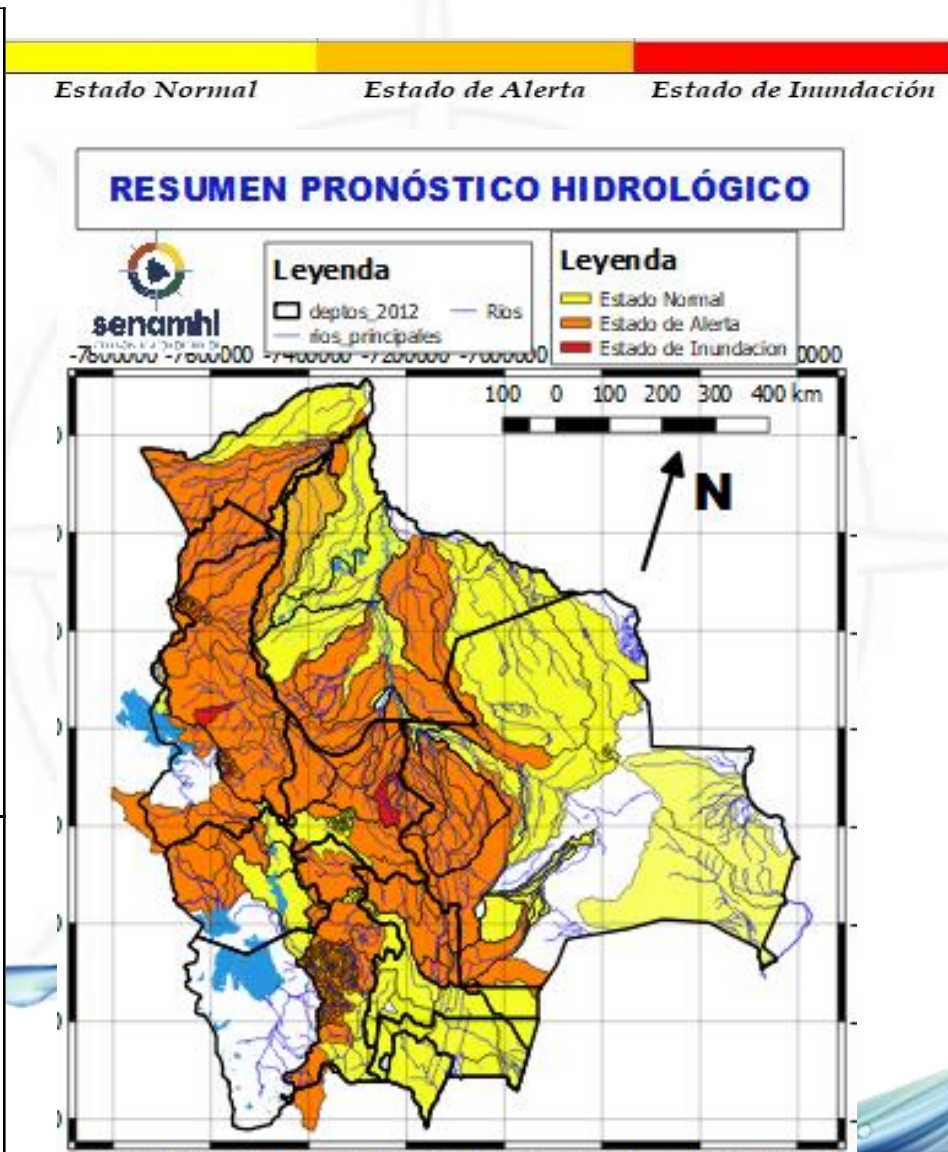 Estado Normal Estado de Alerta Estado de Inundación
RESUMEN PRONÓSTICO HIDROLÓGICO
senamhi
Leyenda
deptos_2012 Rios
rios_principales
Leyenda
Estado Normal
Estado de Alerta
Estado de Inundacion
-7800000 -7600000 -7400000 -7200000 -7000000
100 0 100 200 300 400 km
N